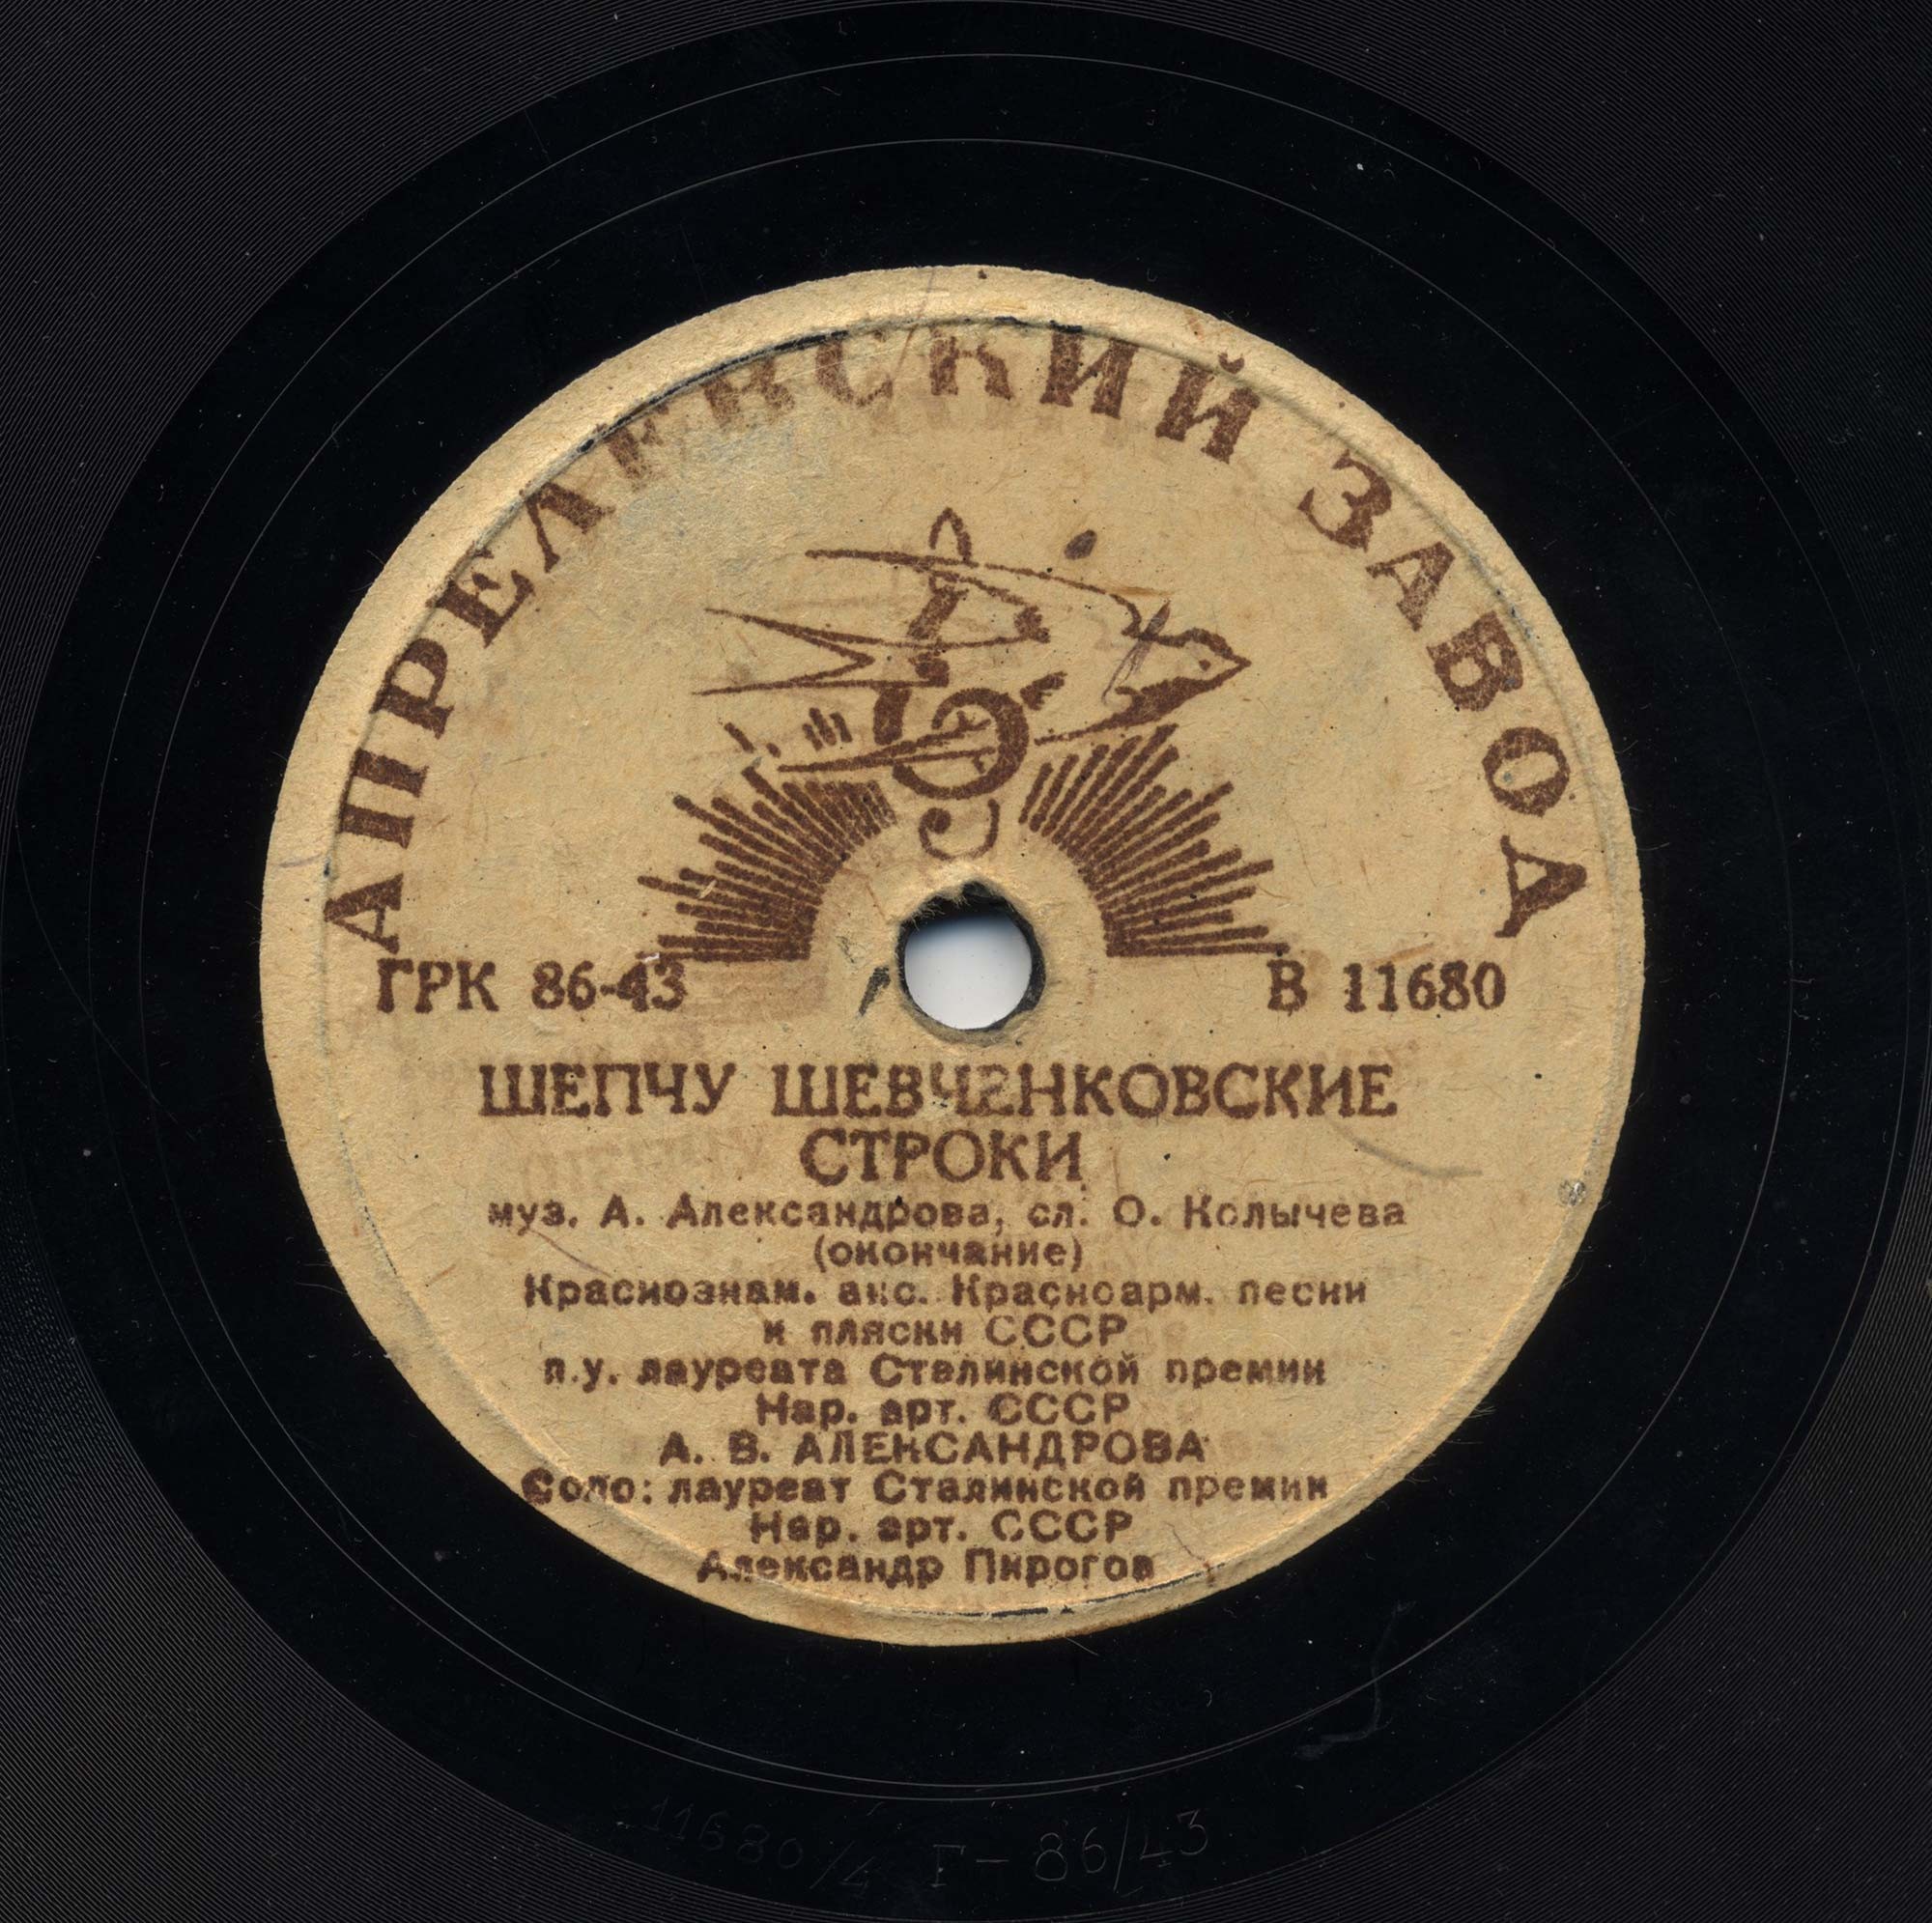 АПРЕЛЕВСКИЙ ЗАВОД
ГРК 86-43
В 11680
ШЕПЧУ ШЕВЧЕНКОВСКИЕ
СТРОКИ
муз. А. Александрова, сл. О. Колычева
(окончание)
Краснознам. анс. Красноарм. песни
и пляски СССР
п.у. лауреата Сталинской премии
Нар. арт. СССР
А. В. АЛЕКСАНДРОВА
Соло: лауреат Сталинской премии
Нар. арт. СССР
Александр Пирогов
11680/4 Г-86/43